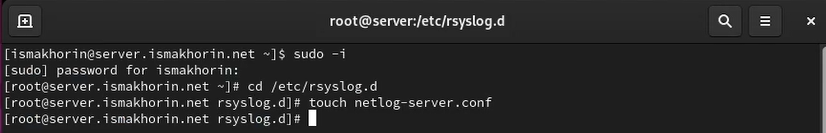 root@server:/etc/rsyslog.d
[ismakhorin@server.ismakhorin.net ~]$ sudo -i
[sudo] password for ismakhorin:
[root@server.ismakhorin.net ~]# cd /etc/rsyslog.d
[root@server.ismakhorin.net rsyslog.d]# touch netlog-server.conf
[root@server.ismakhorin.net rsyslog.d]#